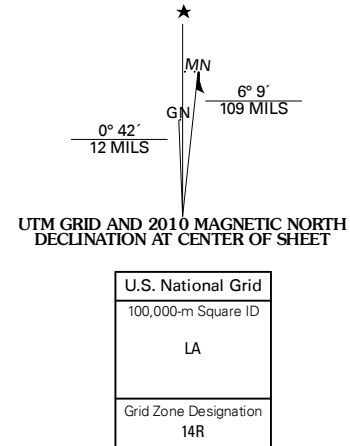 ★
MN
GN
6° 9´
109 MILS
0° 42´
12 MILS
UTM GRID AND 2010 MAGNETIC NORTH
DECLINATION AT CENTER OF SHEET
U.S. National Grid
100,000-m Square ID
LA
Grid Zone Designation
14R